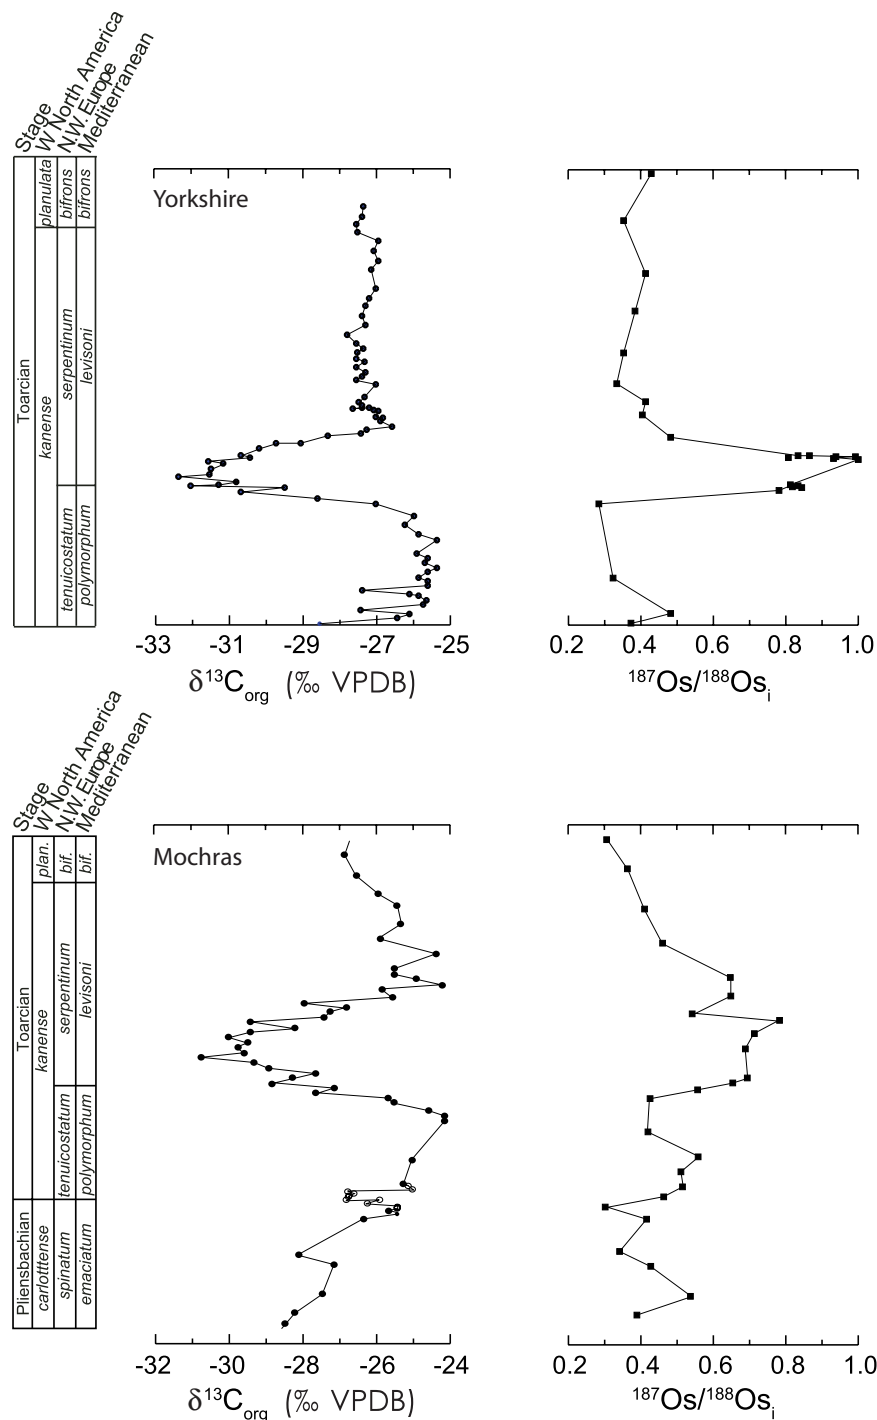 Stage
W North America
N.W. Europe
Mediterranean
Toarcian
planulata
bifrons
bifrons
kanense
serpentinum
levisoni
tenuicostatum
polymorphum
Yorkshire
-33 -31 -29 -27 -25
δ¹³Corg (‰ VPDB)
0.2 0.4 0.6 0.8 1.0
¹⁸⁷Os/¹⁸⁸Osi
Stage
W North America
N.W. Europe
Mediterranean
Toarcian
plan.
bif.
bif.
kanense
serpentinum
levisoni
tenuicostatum
polymorphum
Pliensbachian
carlotttense
spinatum
emaciatum
Mochras
-32 -30 -28 -26 -24
δ¹³Corg (‰ VPDB)
0.2 0.4 0.6 0.8 1.0
¹⁸⁷Os/¹⁸⁸Osi